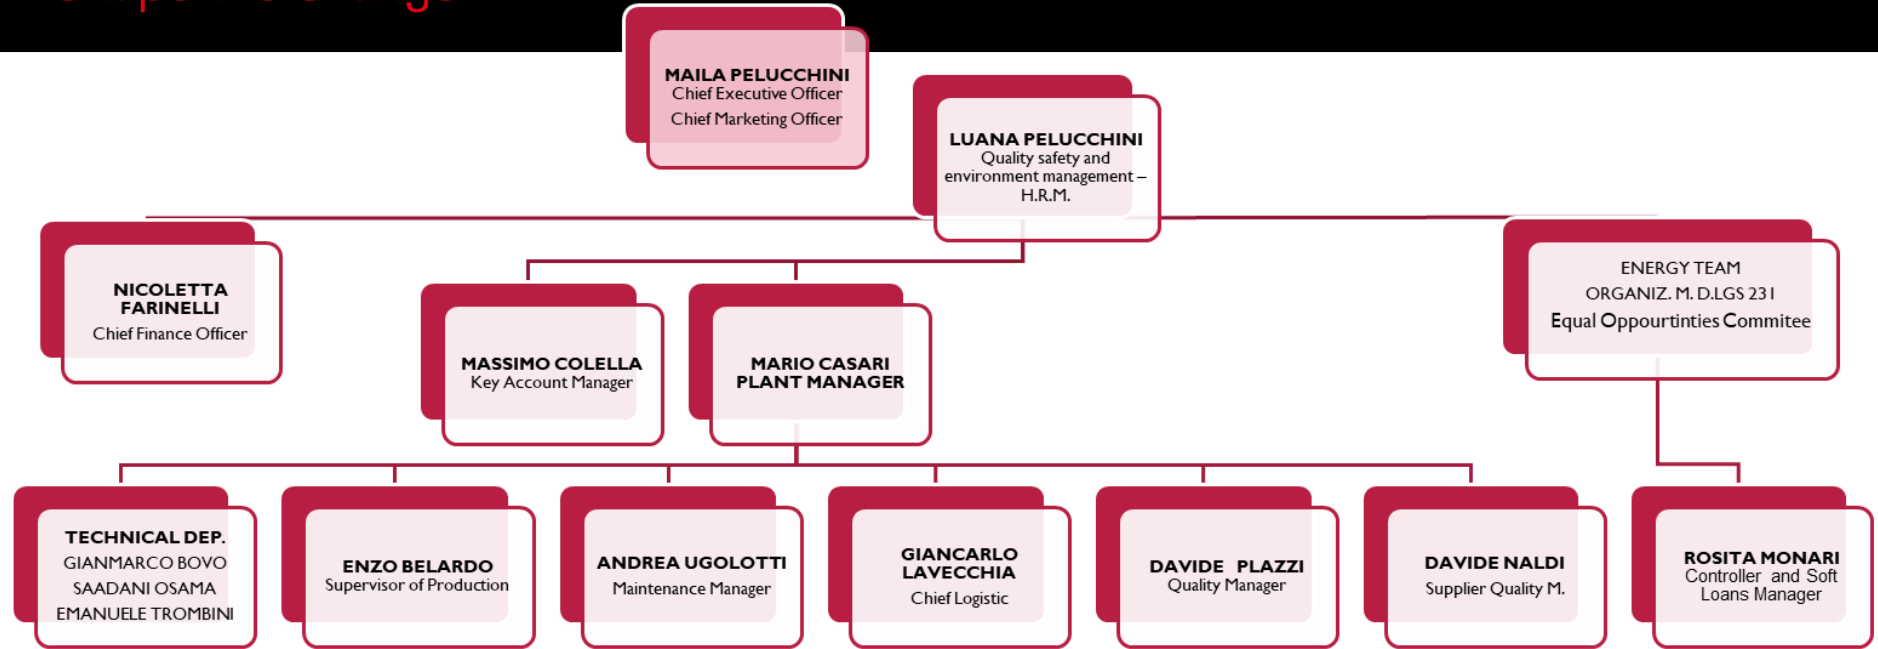 MAILA PELUCCHINI
Chief Executive Officer
Chief Marketing Officer
LUANA PELUCCHINI
Quality safety and
environment management –
H.R.M.
NICOLETTA
FARINELLI
Chief Finance Officer
MASSIMO COLELLA
Key Account Manager
MARIO CASARI
PLANT MANAGER
ENERGY TEAM
ORGANIZ. M. D.LGS 231
Equal Oppourtinties Commitee
TECHNICAL DEP.
GIANMARCO BOVO
SAADANI OSAMA
EMANUELE TROMBINI
ENZO BELARDO
Supervisor of Production
ANDREA UGOLOTTI
Maintenance Manager
GIANCARLO
LAVECCHIA
Chief Logistic
DAVIDE PLAZZI
Quality Manager
DAVIDE NALDI
Supplier Quality M.
ROSITA MONARI
Controller and Soft
Loans Manager